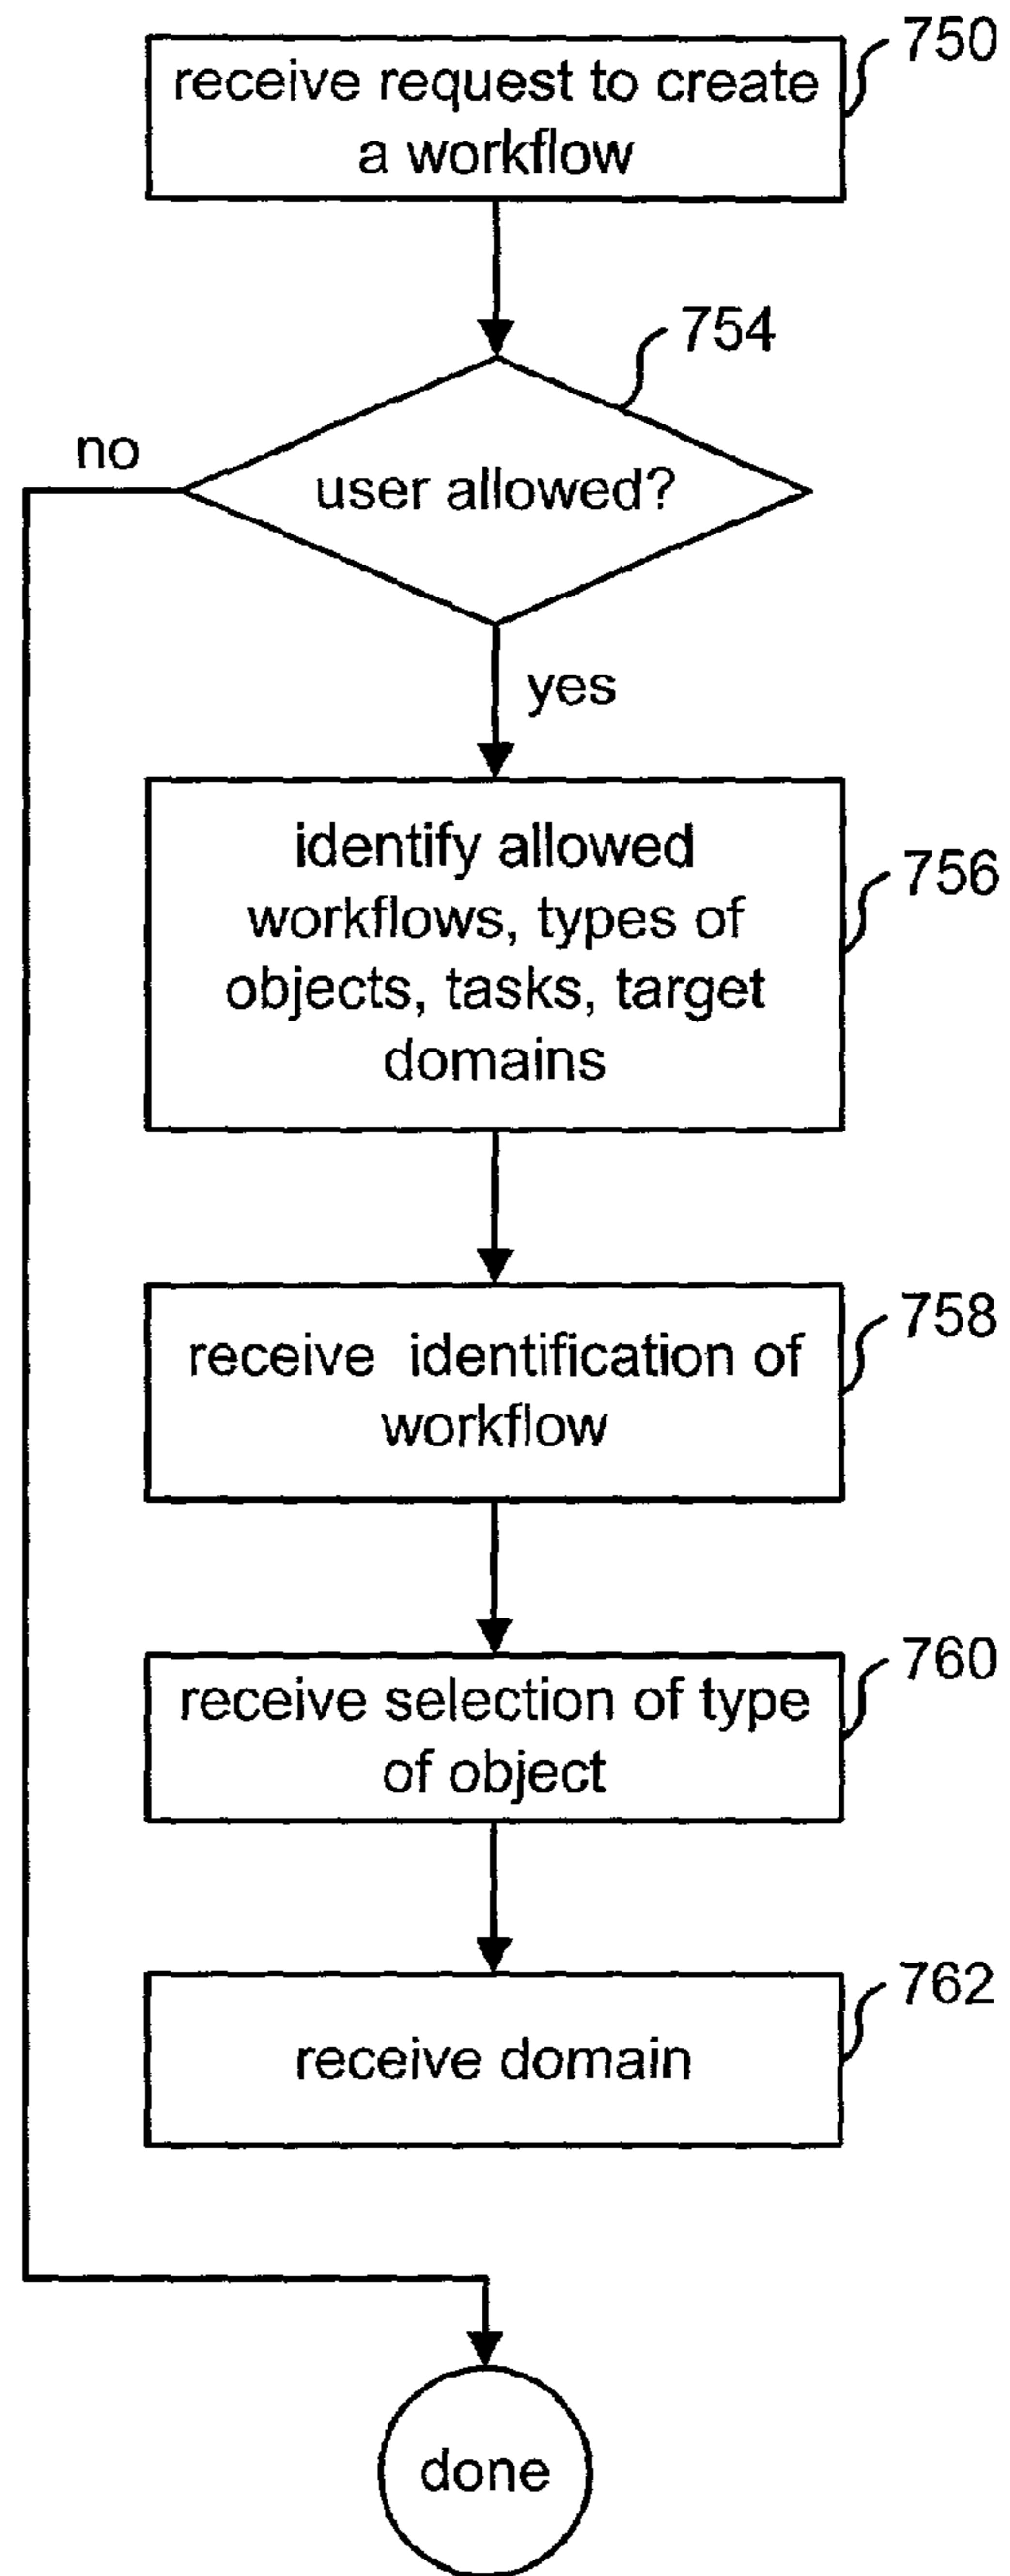 750
receive request to create
a workflow
754
no
user allowed?
yes
756
identify allowed
workflows, types of
objects, tasks, target
domains
758
receive identification of
workflow
760
receive selection of type
of object
762
receive domain
done